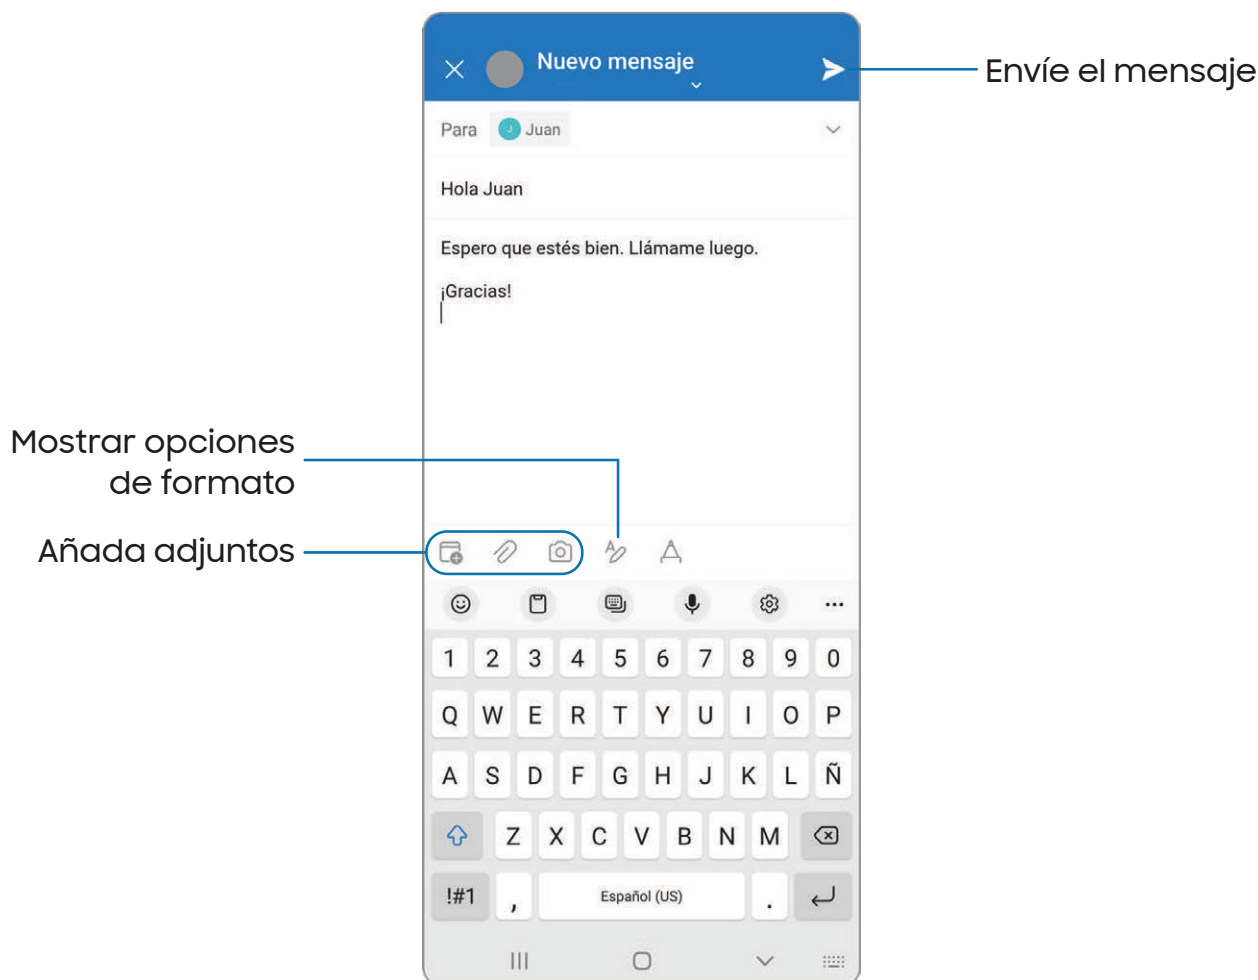 Nuevo mensaje
Envíe el mensaje
Para J Juan
Hola Juan
Espero que estés bien. Llámame luego.
¡Gracias!
Mostrar opciones
de formato
Añada adjuntos
1 2 3 4 5 6 7 8 9 0
Q W E R T Y U I O P
A S D F G H J K L Ñ
Z X C V B N M
!#1 , Español (US) .